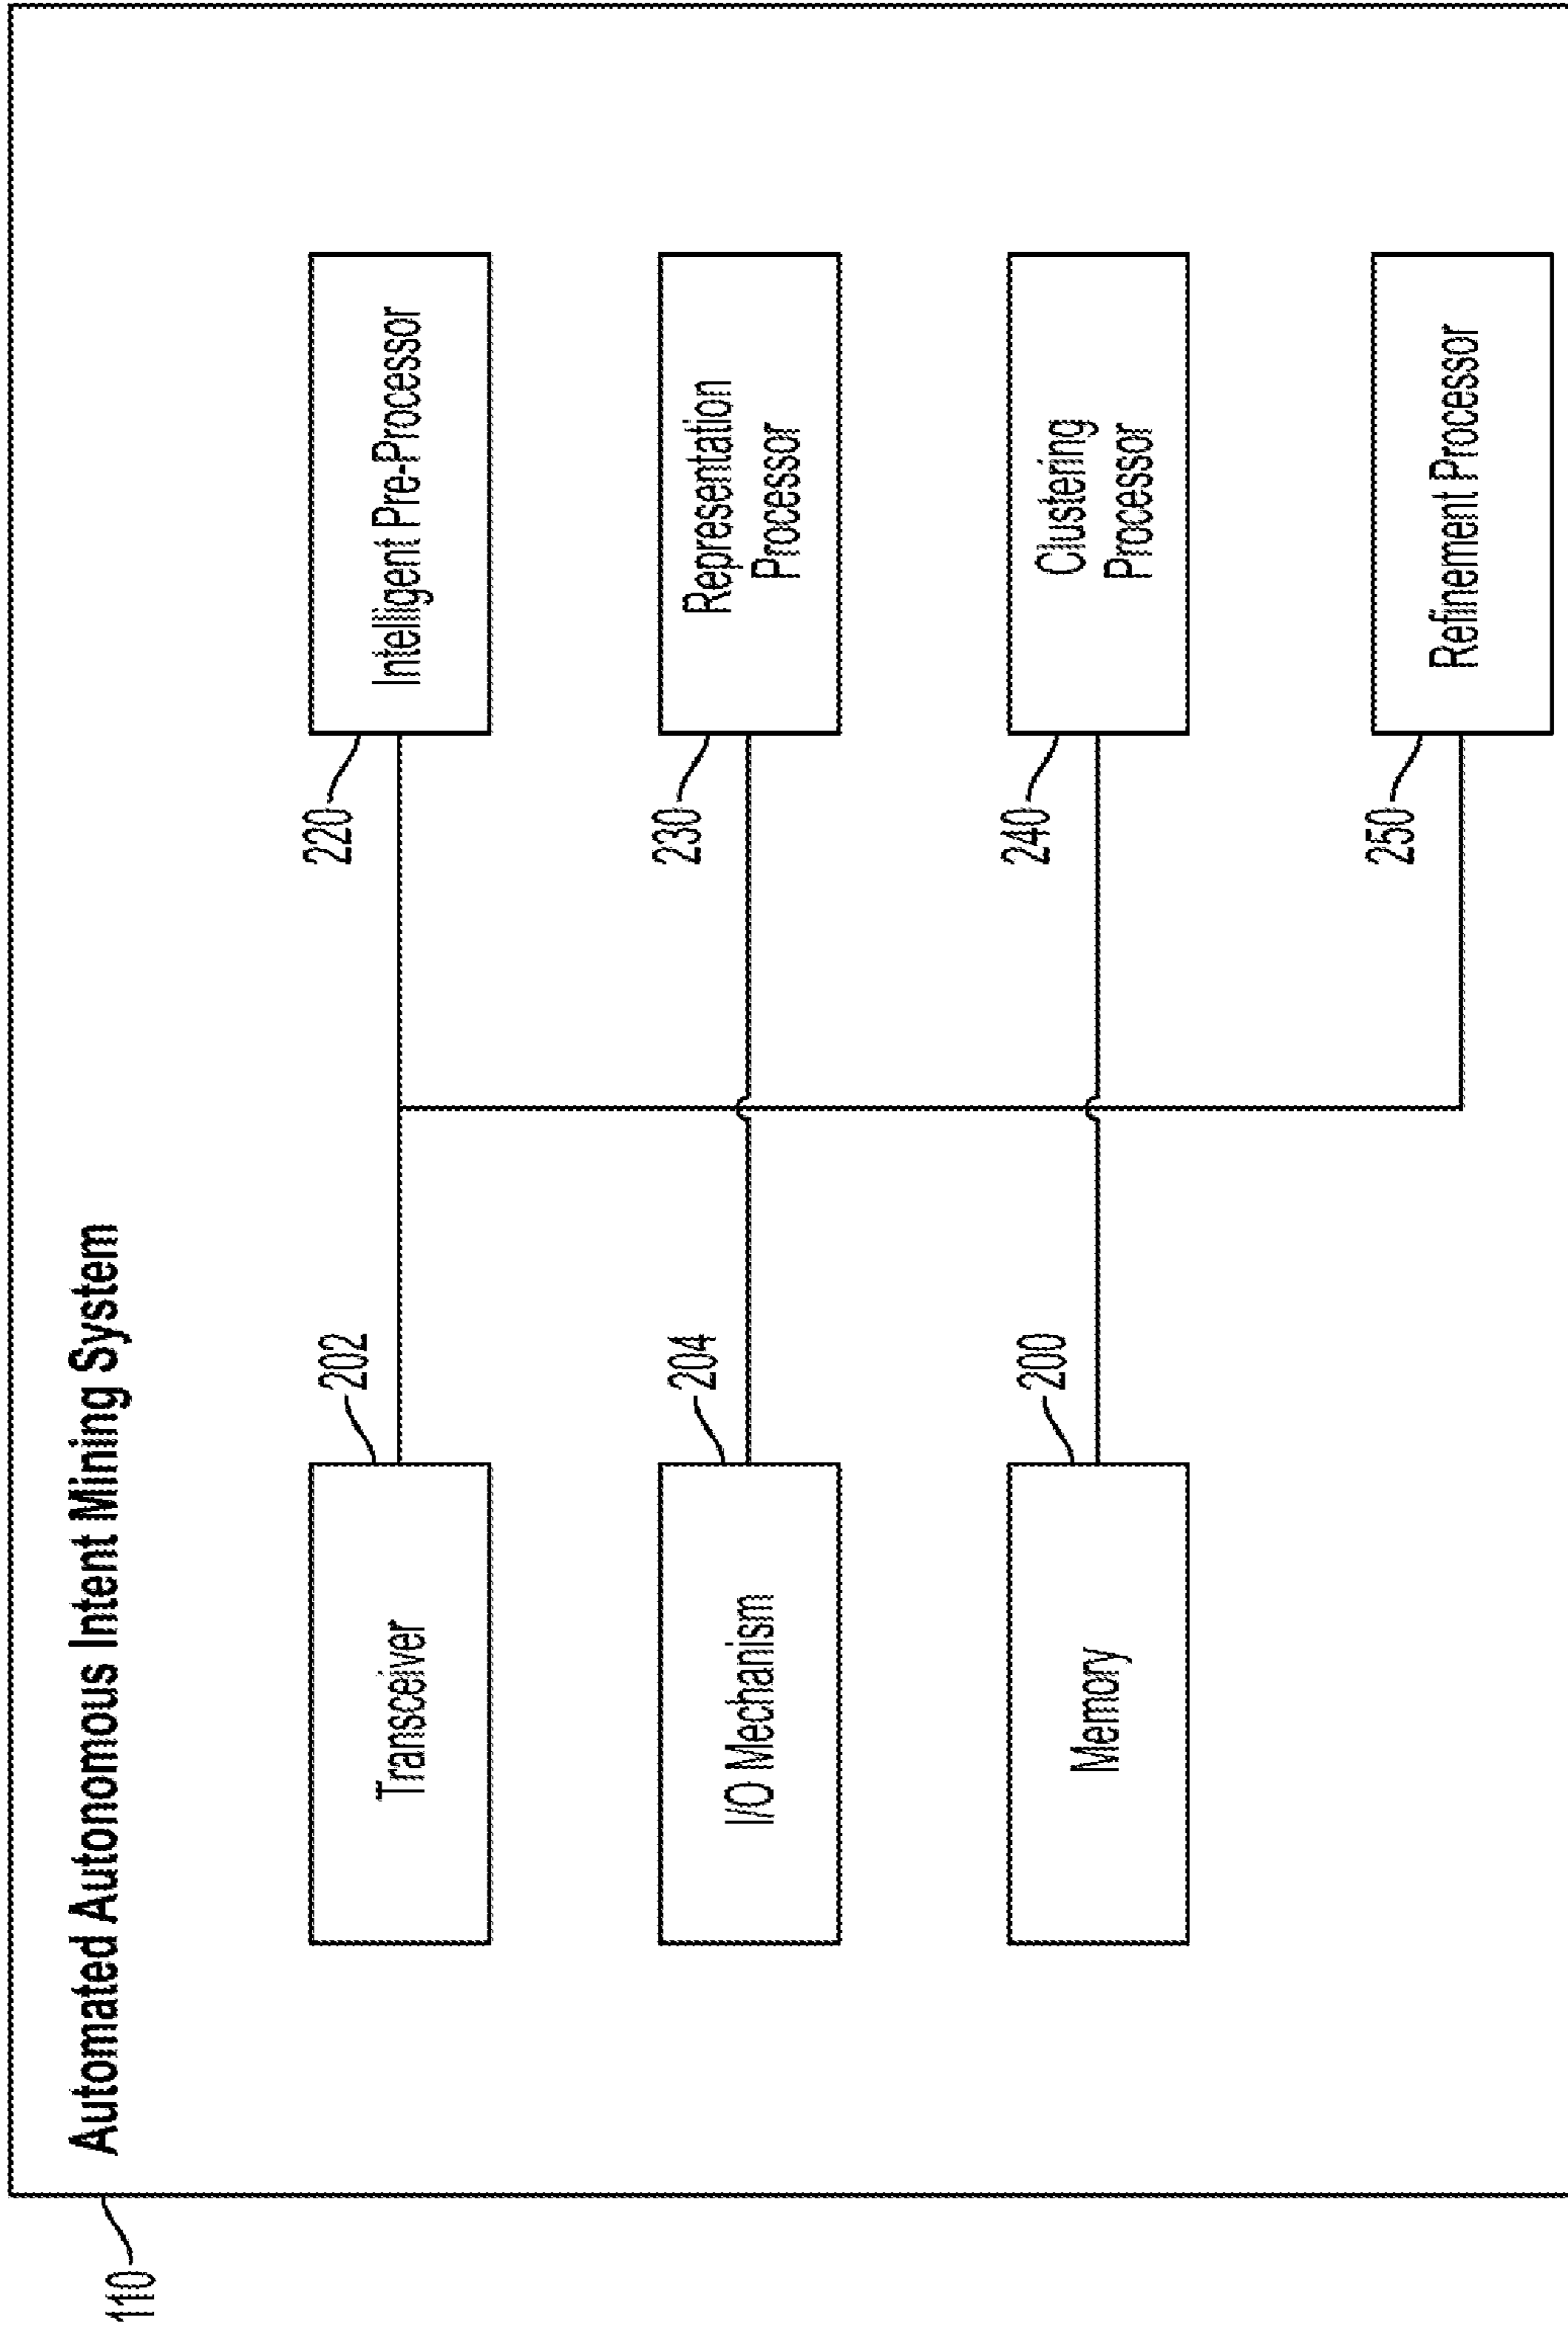 110
Automated Autonomous Intent Mining System
Transceiver
202
220
Intelligent Pre-Processor
I/O Mechanism
204
230
Representation
Processor
Memory
200
240
Clustering
Processor
250
Refinement Processor